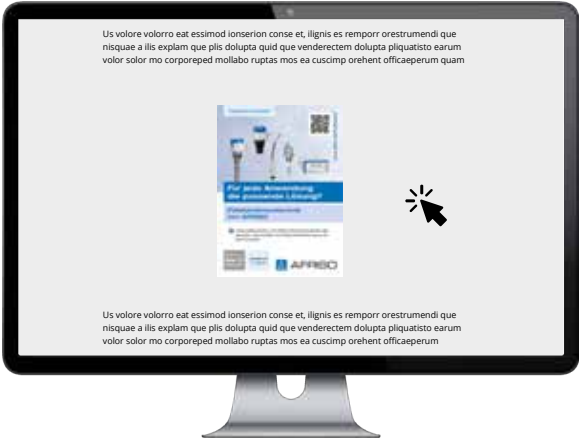 Us volore volorro eat essimod ionserion conse et, ilignis es remporr orestrumendi que
nisquae a ilis explam que plis dolupta quid que venderectem dolupta pliquatisto earum
volor solor mo corporeped mollabo ruptas mos ea cuscimp orehent officaeperum quam
Für jede Anwendung
die passende Lösung!
AFRISO
Us volore volorro eat essimod ionserion conse et, ilignis es remporr orestrumendi que
nisquae a ilis explam que plis dolupta quid que venderectem dolupta pliquatisto earum
volor solor mo corporeped mollabo ruptas mos ea cuscimp orehent officaeperum